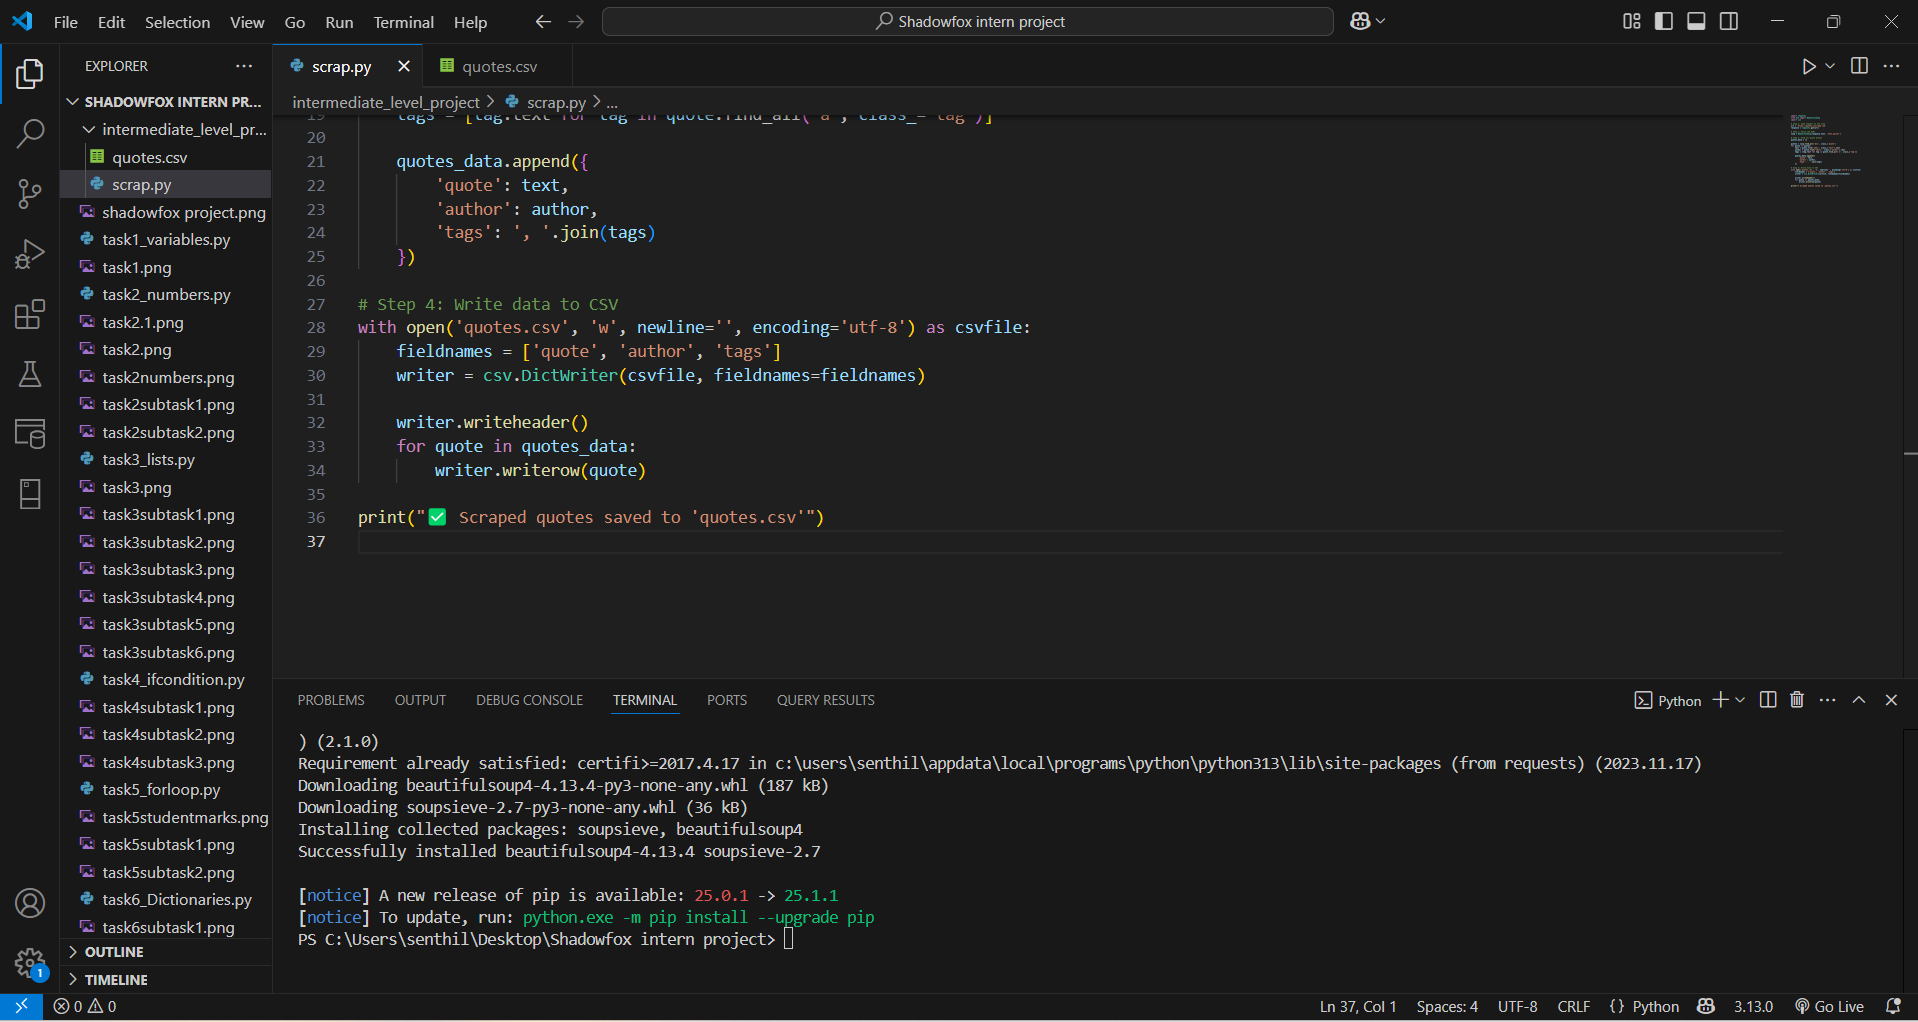 File Edit Selection View Go Run Terminal Help
Shadowfox intern project
EXPLORER
SHADOWFOX INTERN PR...
intermediate_level_pr...
quotes.csv
scrap.py
shadowfox project.png
task1_variables.py
task1.png
task2_numbers.py
task2.1.png
task2.png
task2numbers.png
task2subtask1.png
task2subtask2.png
task3_lists.py
task3.png
task3subtask1.png
task3subtask2.png
task3subtask3.png
task3subtask4.png
task3subtask5.png
task3subtask6.png
task4_ifcondition.py
task4subtask1.png
task4subtask2.png
task4subtask3.png
task5_forloop.py
task5studentmarks.png
task5subtask1.png
task5subtask2.png
task6_Dictionaries.py
task6subtask1.png
OUTLINE
TIMELINE
scrap.py
quotes.csv
intermediate_level_project > scrap.py > ...
19 tags = [tag.text for tag in quote.find_all('a', class_='tag')]
20
21 quotes_data.append({
22 'quote': text,
23 'author': author,
24 'tags': ', '.join(tags)
25 })
26
27 # Step 4: Write data to CSV
28 with open('quotes.csv', 'w', newline='', encoding='utf-8') as csvfile:
29 fieldnames = ['quote', 'author', 'tags']
30 writer = csv.DictWriter(csvfile, fieldnames=fieldnames)
31
32 writer.writeheader()
33 for quote in quotes_data:
34 writer.writerow(quote)
35
36 print("✅ Scraped quotes saved to 'quotes.csv'")
37
PROBLEMS OUTPUT DEBUG CONSOLE TERMINAL PORTS QUERY RESULTS
Python
) (2.1.0)
Requirement already satisfied: certifi>=2017.4.17 in c:\users\senthil\appdata\local\programs\python\python313\lib\site-packages (from requests) (2023.11.17)
Downloading beautifulsoup4-4.13.4-py3-none-any.whl (187 kB)
Downloading soupsieve-2.7-py3-none-any.whl (36 kB)
Installing collected packages: soupsieve, beautifulsoup4
Successfully installed beautifulsoup4-4.13.4 soupsieve-2.7
[notice] A new release of pip is available: 25.0.1 -> 25.1.1
[notice] To update, run: python.exe -m pip install --upgrade pip
PS C:\Users\senthil\Desktop\Shadowfox intern project>
1
0 0
Ln 37, Col 1 Spaces: 4 UTF-8 CRLF {} Python 3.13.0 Go Live